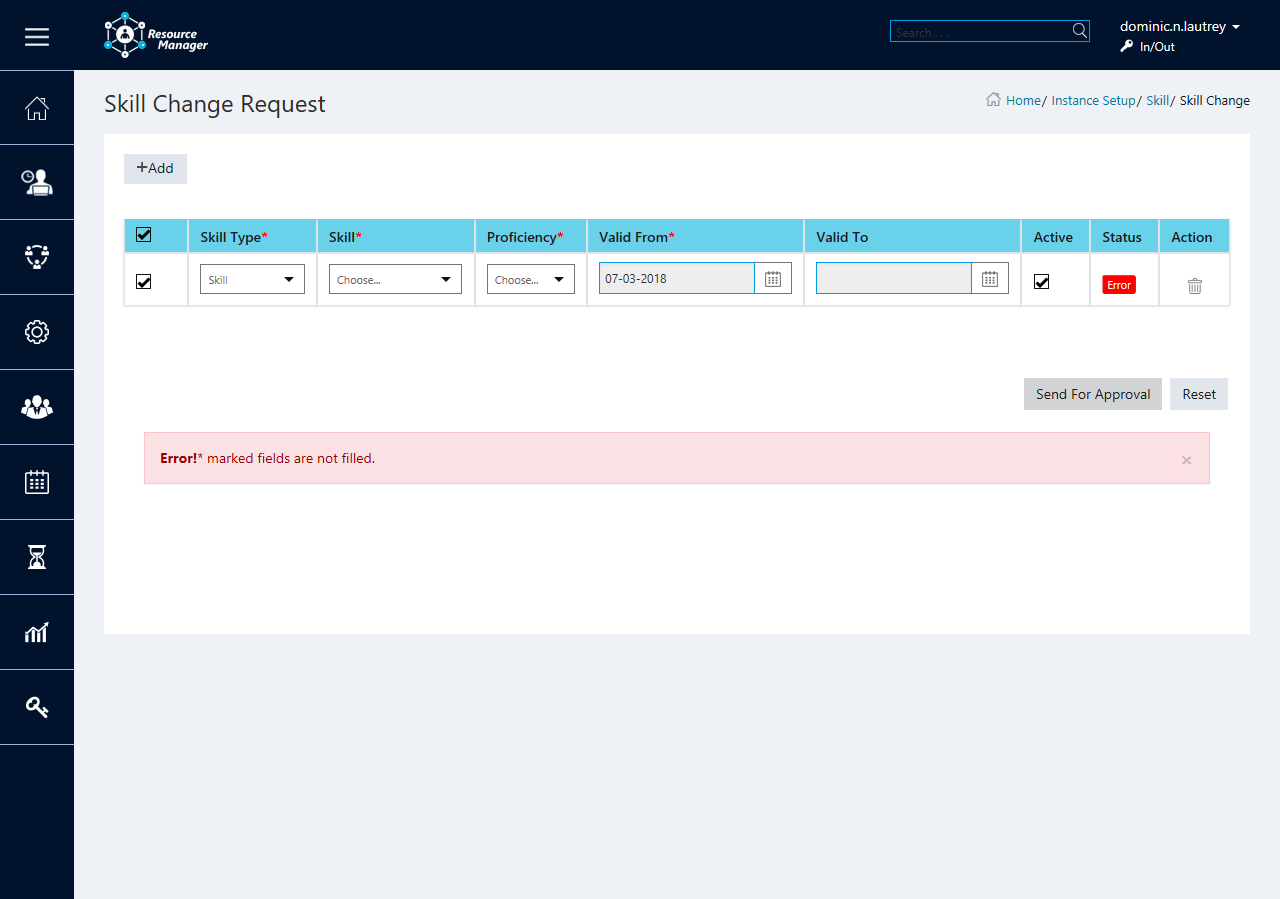 Resource
Manager
Search . . .
dominic.n.lautrey
In/Out
Skill Change Request
Home/ Instance Setup/ Skill/ Skill Change
+Add
Skill Type* Skill* Proficiency* Valid From* Valid To Active Status Action
Skill Choose... Choose... 07-03-2018 Error
Send For Approval Reset
Error!* marked fields are not filled. ×